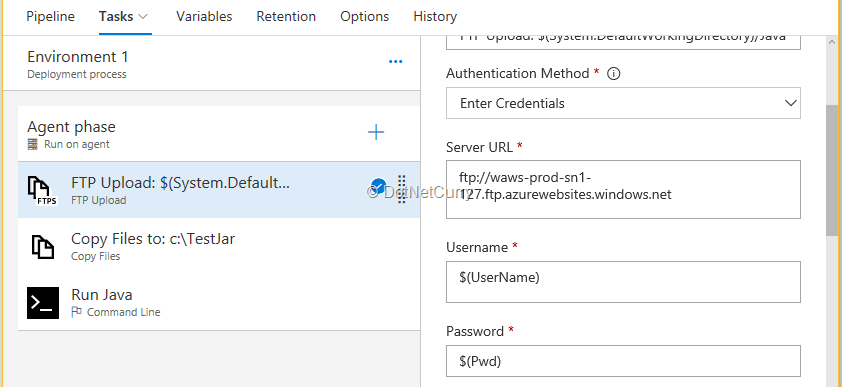 Pipeline Tasks Variables Retention Options History
Environment 1
Deployment process
Agent phase
Run on agent
FTPS
FTP Upload: $(System.Default...
FTP Upload
Copy Files to: c:\TestJar
Copy Files
Run Java
Command Line
FTP Upload: $(System.DefaultWorkingDirectory)/Java
Authentication Method *
Enter Credentials
Server URL *
ftp://waws-prod-sn1-
127.ftp.azurewebsites.windows.net
Username *
$(UserName)
Password *
$(Pwd)
© DotNetCurry